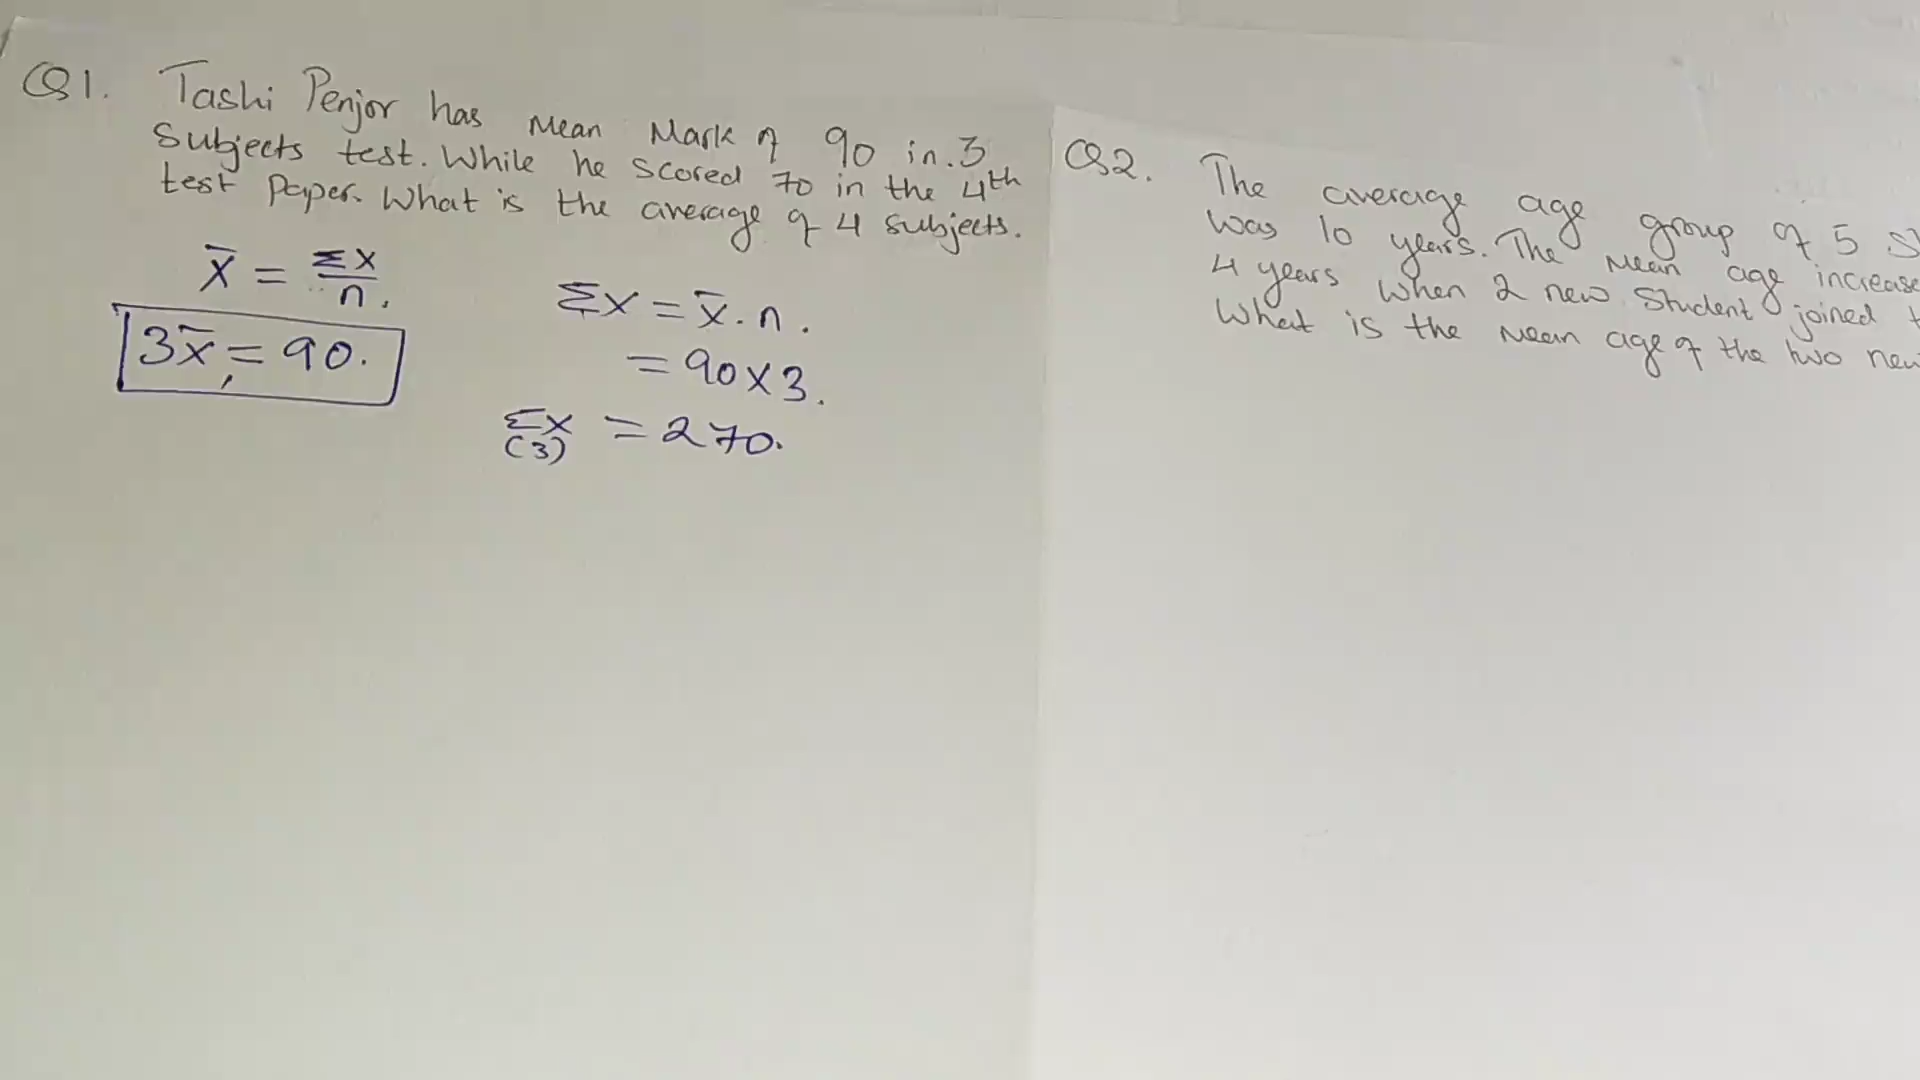 Q1. Tashi Penjor has Mean Mark of 90 in.3
Subjects test. While he scored 70 in the 4th
test Paper. What is the average of 4 subjects.
x̄ = Σx/n.
3x̄ = 90.
Σx = x̄.n.
= 90x3.
Σx (3) = 270.
Q2. The average age group of 5
was 10 years. The Mean age increase
4 years when 2 new Student joined
What is the mean age of the two new